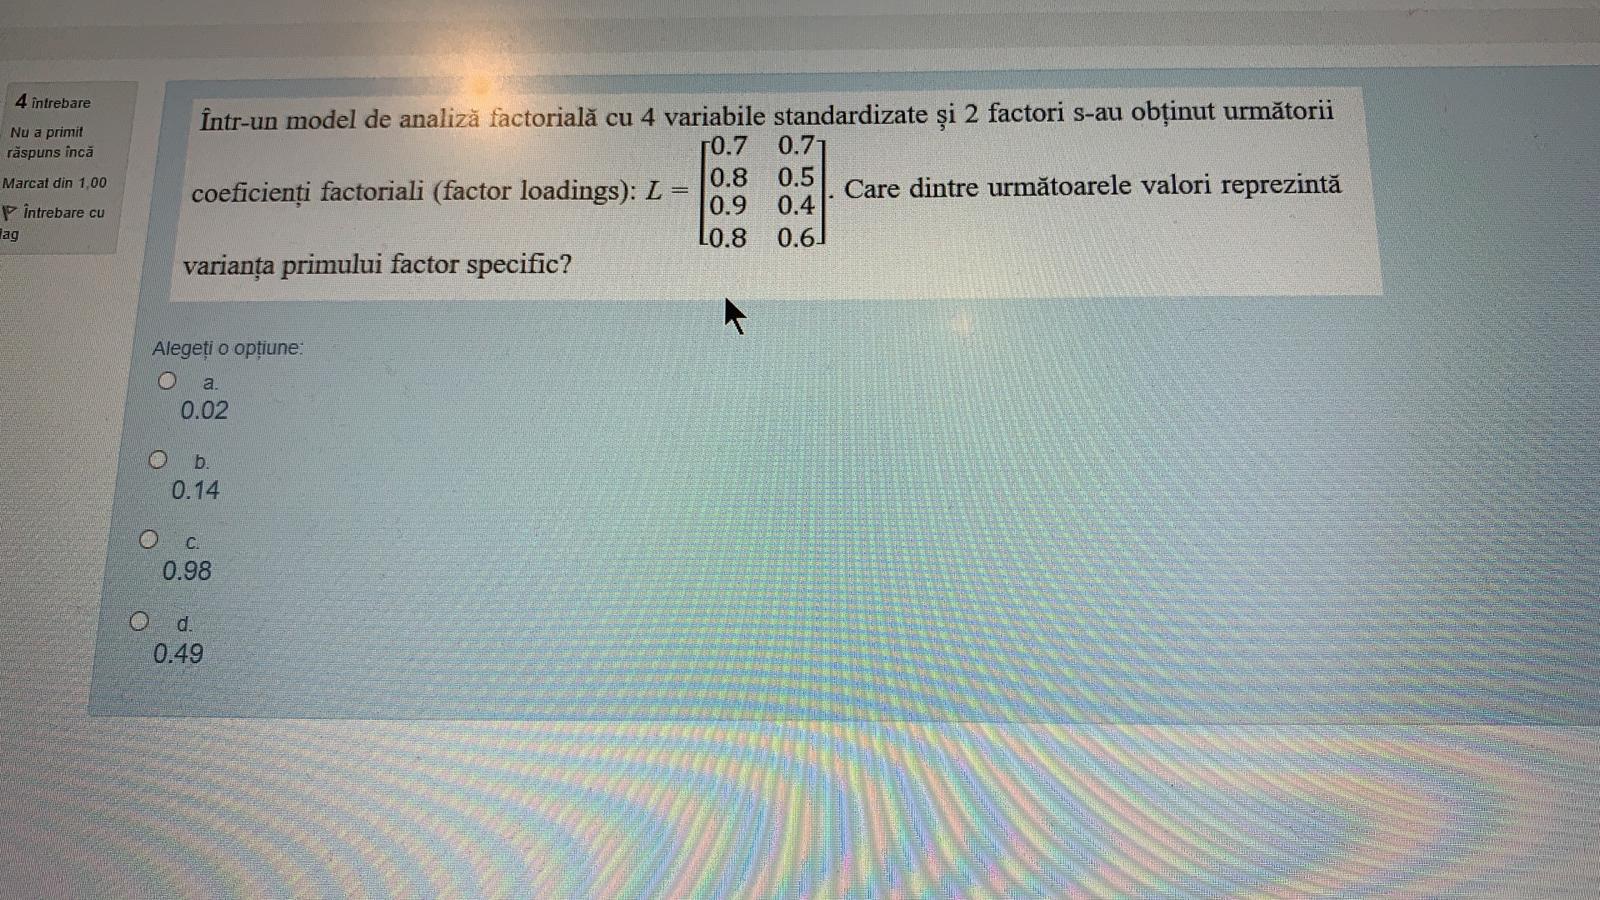 4 întrebare
Nu a primit
răspuns încă
Marcat din 1,00
Întrebare cu
lag
Într-un model de analiză factorială cu 4 variabile standardizate și 2 factori s-au obținut următorii
coeficienți factoriali (factor loadings): L = [0.7 0.7
0.8 0.5
0.9 0.4
0.8 0.6]. Care dintre următoarele valori reprezintă
varianța primului factor specific?
Alegeți o opțiune:
a.
0.02
b.
0.14
c.
0.98
d.
0.49